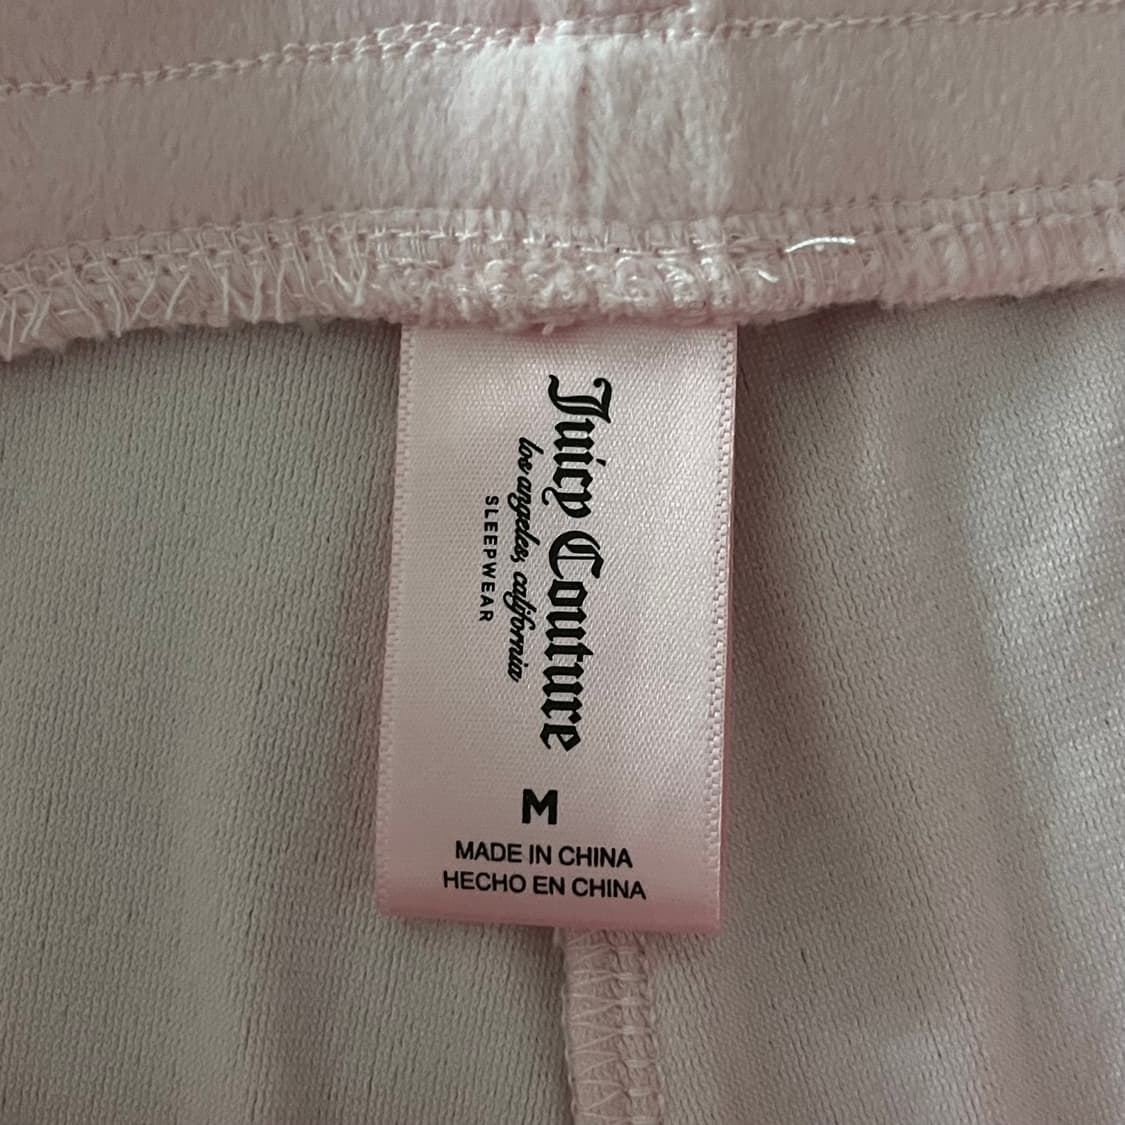 Juicy Couture
los angeles, california
SLEEPWEAR
M
MADE IN CHINA
HECHO EN CHINA